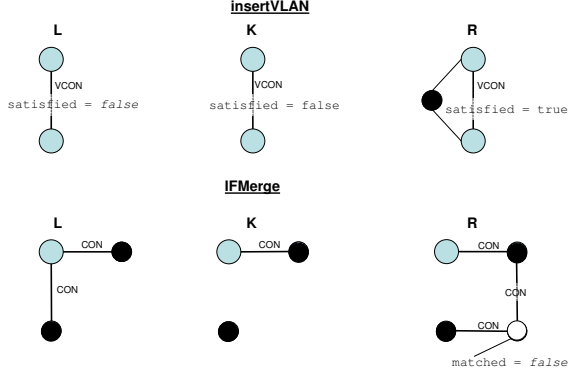 insertVLAN
L K R
VCON VCON VCON
satisfied = false satisfied = false satisfied = true
IFMerge
L K R
CON CON CON
CON CON
CON
matched = false